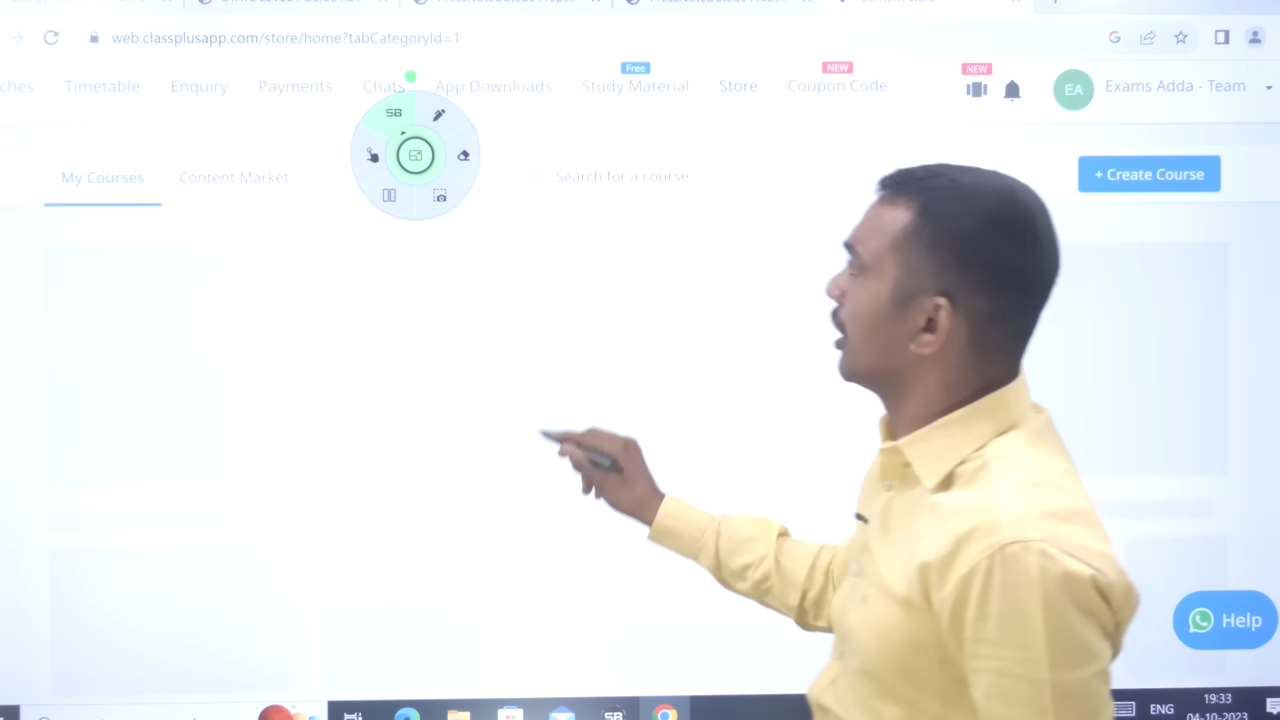 web.classplusapp.com/store/home?tabCategoryId=1
ches Timetable Enquiry Payments Chats App Downloads Free Study Material Store NEW Coupon Code NEW EA Exams Adda - Team
SB
My Courses Content Market Search for a course + Create Course
Help
SB ENG 19:33
04-10-2023